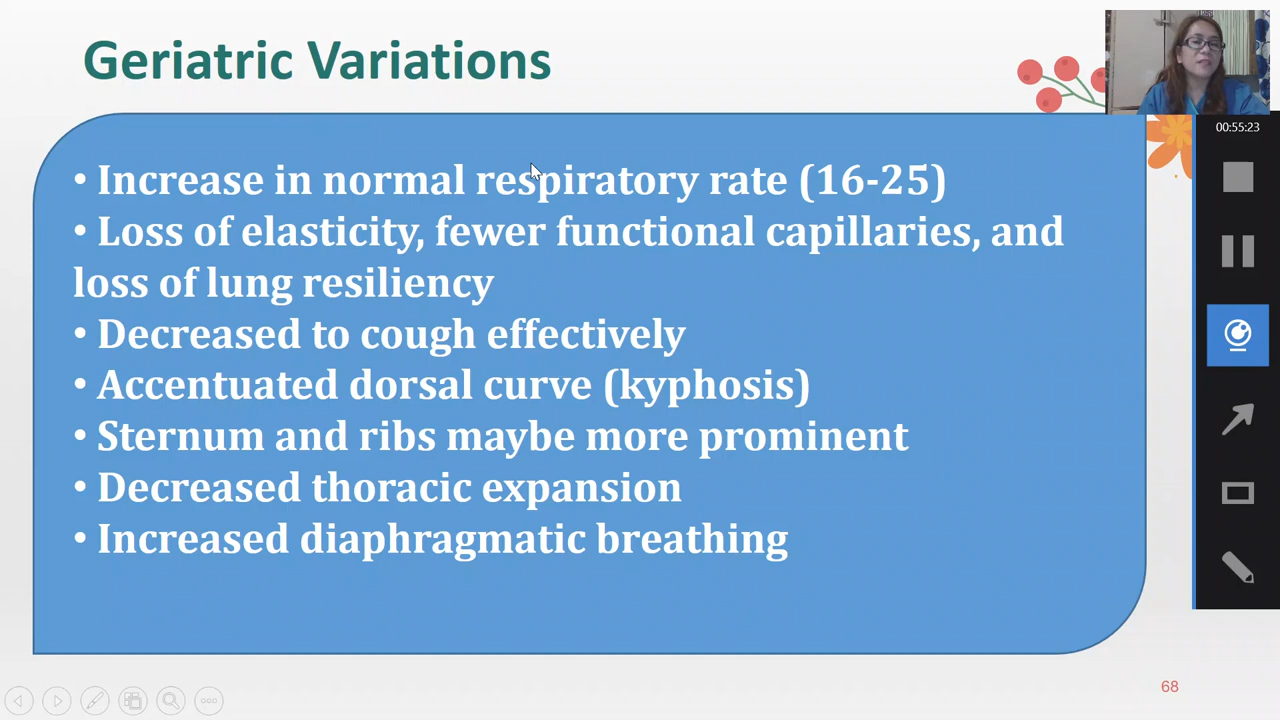 Geriatric Variations
• Increase in normal respiratory rate (16-25)
• Loss of elasticity, fewer functional capillaries, and
loss of lung resiliency
• Decreased to cough effectively
• Accentuated dorsal curve (kyphosis)
• Sternum and ribs maybe more prominent
• Decreased thoracic expansion
• Increased diaphragmatic breathing
00:55:23
68